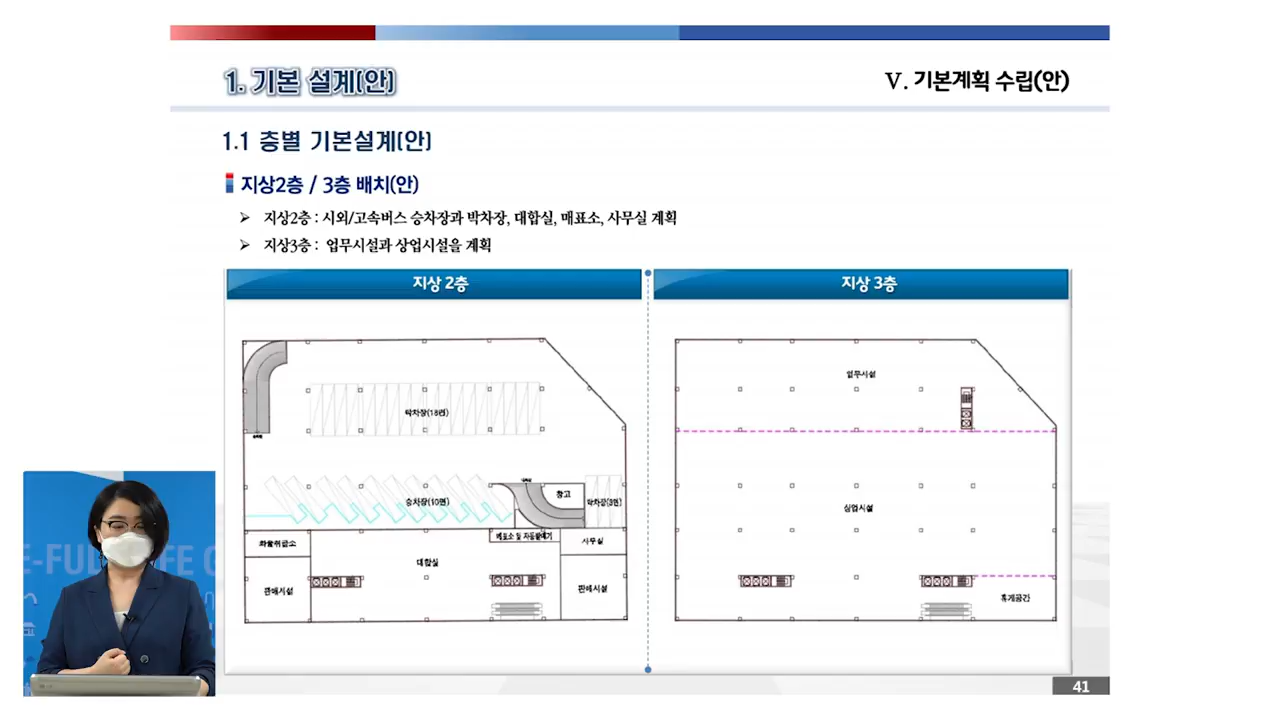 1. 기본 설계(안)
Ⅴ. 기본계획 수립(안)
1.1 층별 기본설계(안)
지상2층 / 3층 배치(안)
지상2층 : 시외/고속버스 승차장과 박차장, 대합실, 매표소, 사무실 계획
지상3층 : 업무시설과 상업시설을 계획
지상 2층
지상 3층
박차장(18면)
승차장(10면)
창고
박차장(3면)
화물취급소
매표소 및 자동발매기
사무실
대합실
판매시설
판매시설
업무시설
상업시설
휴게공간
E-FUL
FE C
41